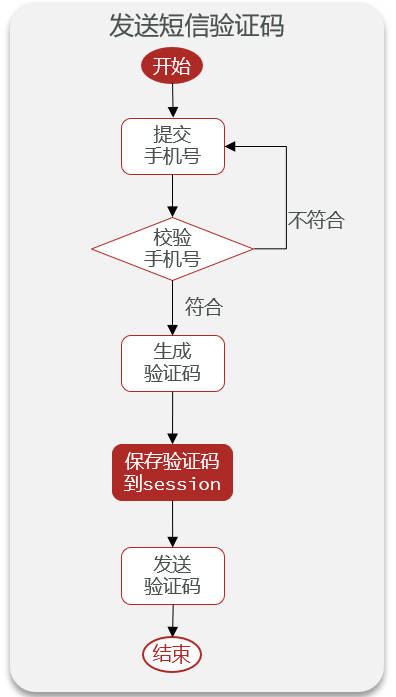 发送短信验证码
开始
提交
手机号
不符合
校验
手机号
符合
生成
验证码
保存验证码
到session
发送
验证码
结束